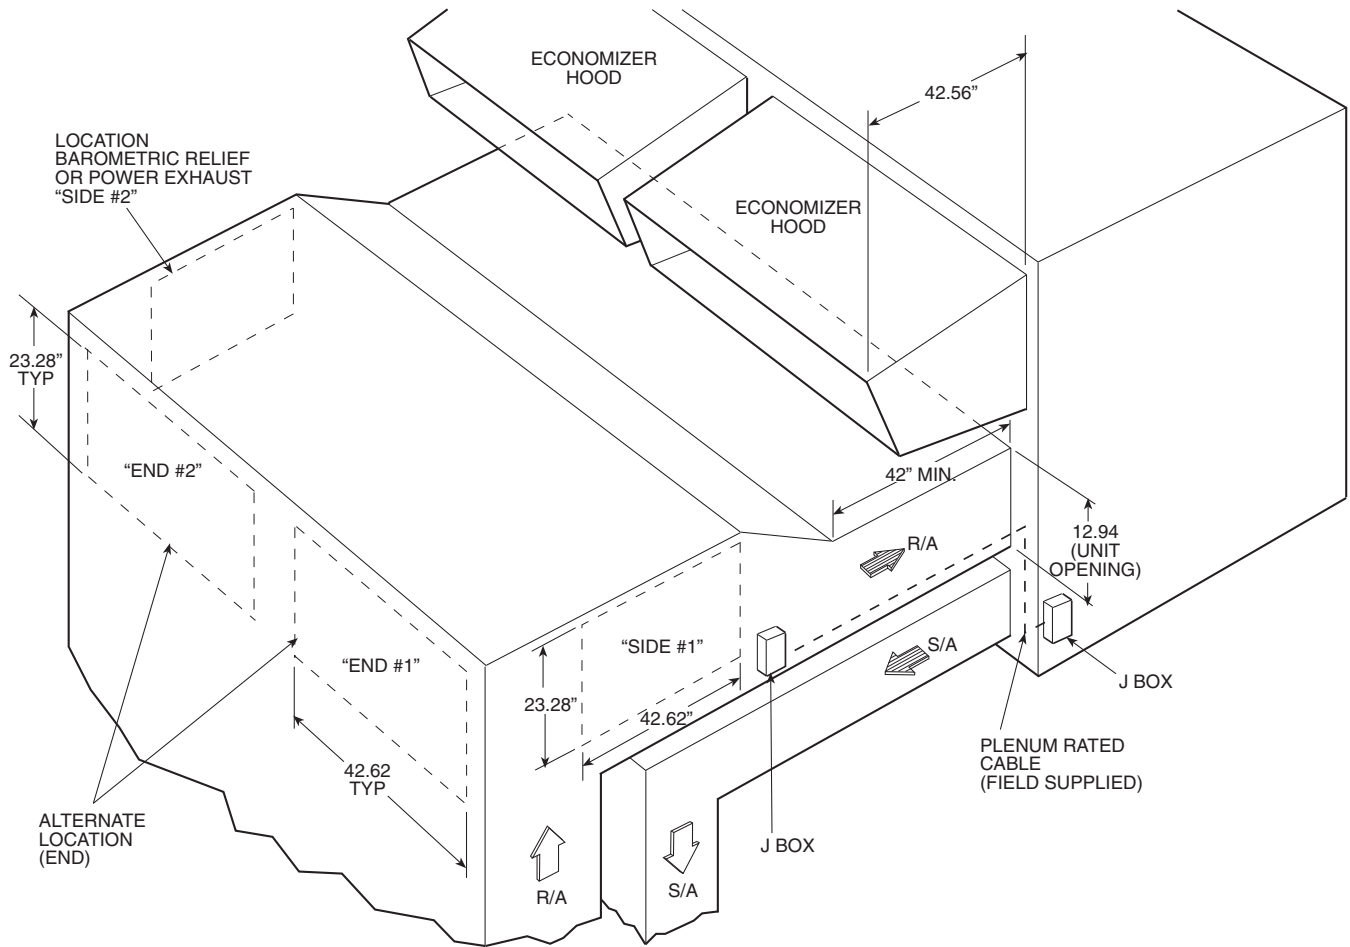 ECONOMIZER
HOOD
42.56”
LOCATION
BAROMETRIC RELIEF
OR POWER EXHAUST
“SIDE #2”
ECONOMIZER
HOOD
23.28”
TYP
“END #2”
42” MIN.
R/A
12.94
(UNIT
OPENING)
“SIDE #1”
S/A
“END #1”
J BOX
23.28”
42.62”
PLENUM RATED
CABLE
(FIELD SUPPLIED)
42.62
TYP
ALTERNATE
LOCATION
(END)
J BOX
R/A
S/A